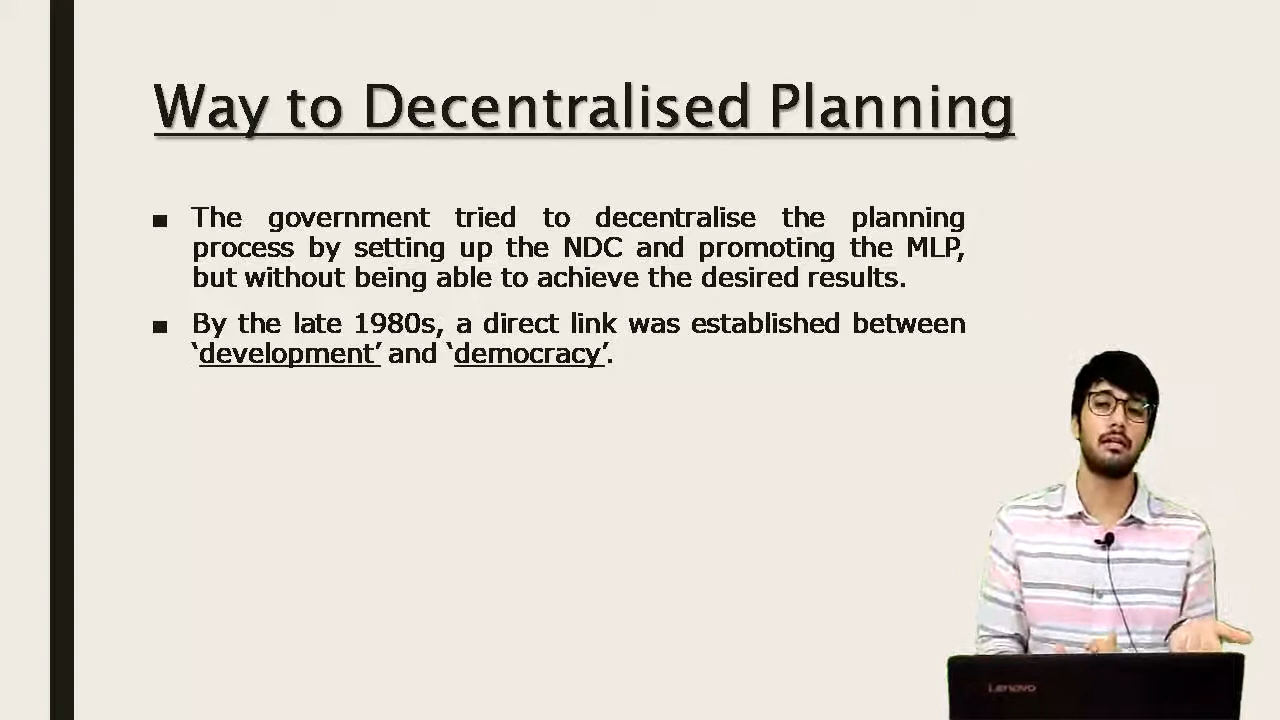 Way to Decentralised Planning
The government tried to decentralise the planning
process by setting up the NDC and promoting the MLP,
but without being able to achieve the desired results.
By the late 1980s, a direct link was established between
‘development’ and ‘democracy’.
Lenovo